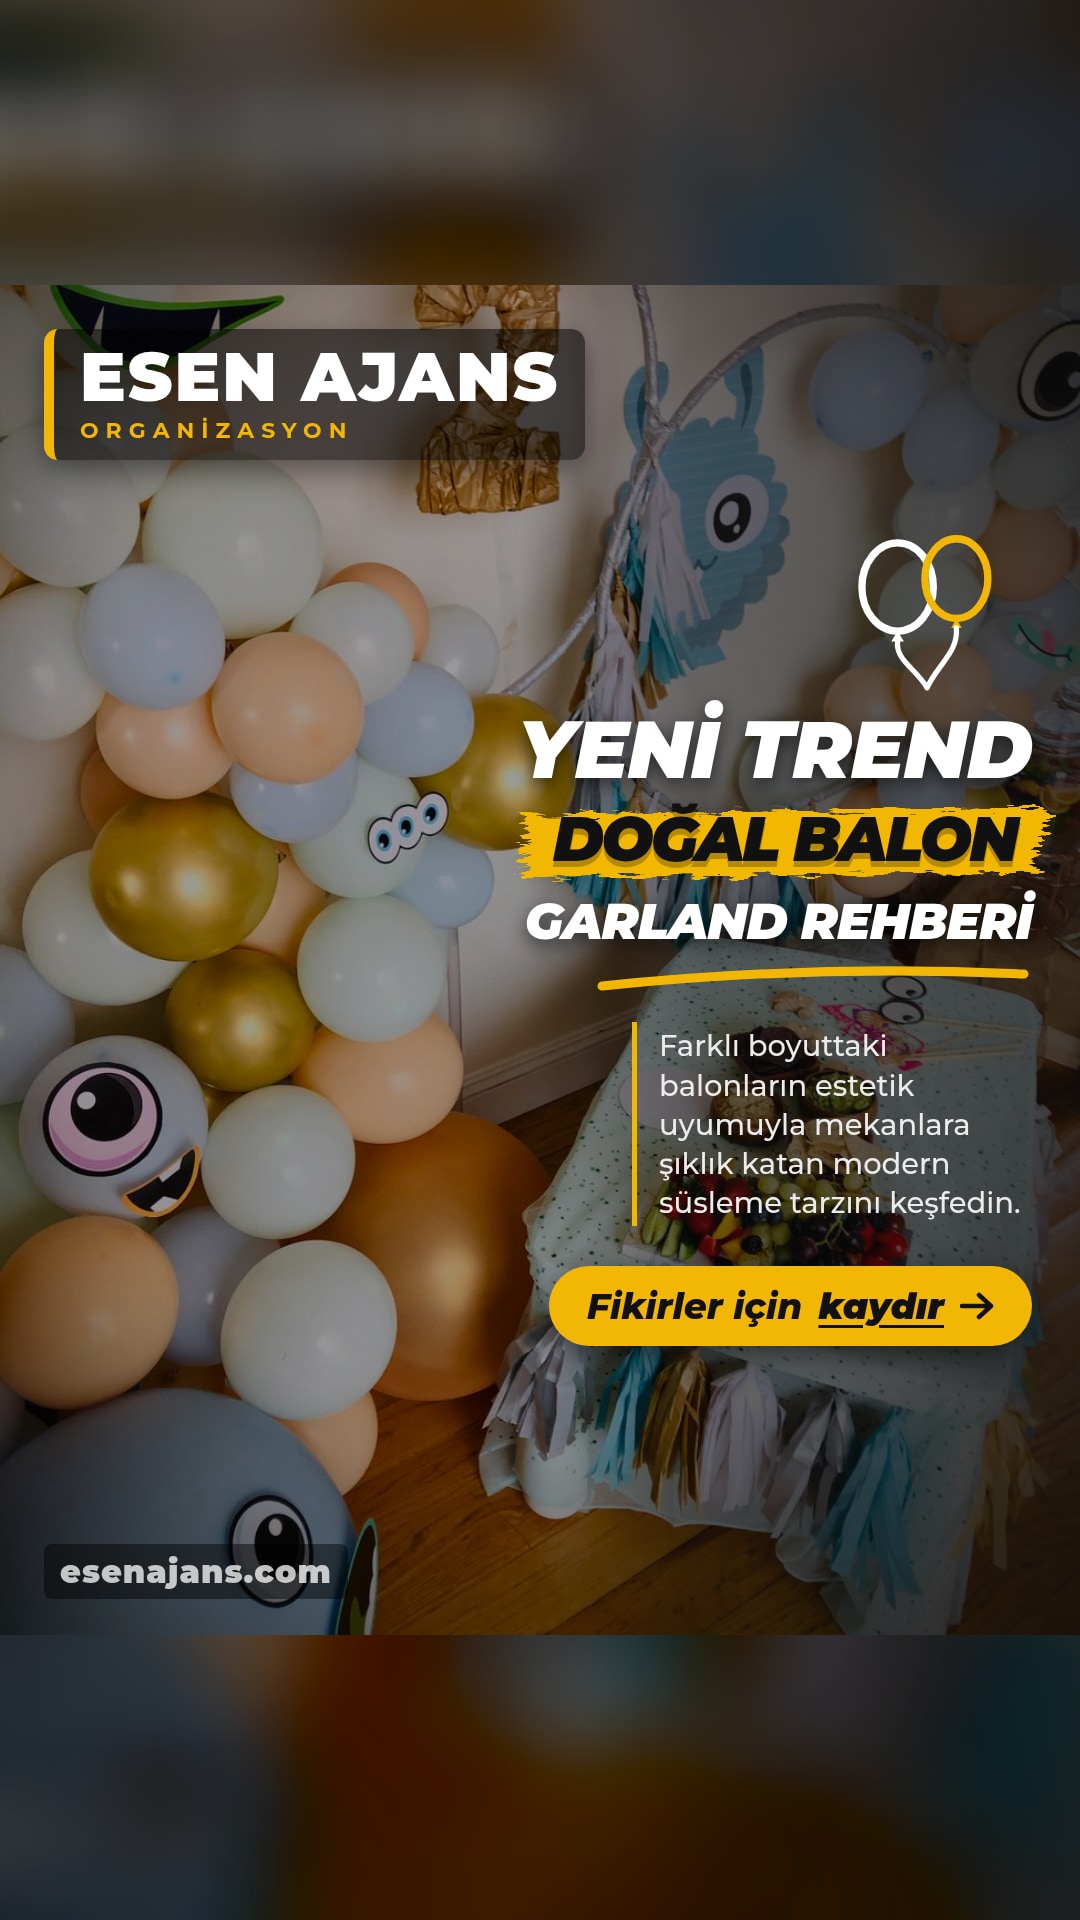 ESEN AJANS
ORGANİZASYON
YENİ TREND
DOĞAL BALON
GARLAND REHBERİ
Farklı boyuttaki
balonların estetik
uyumuyla mekanlara
şıklık katan modern
süsleme tarzını keşfedin.
Fikirler için kaydır →
esenajans.com